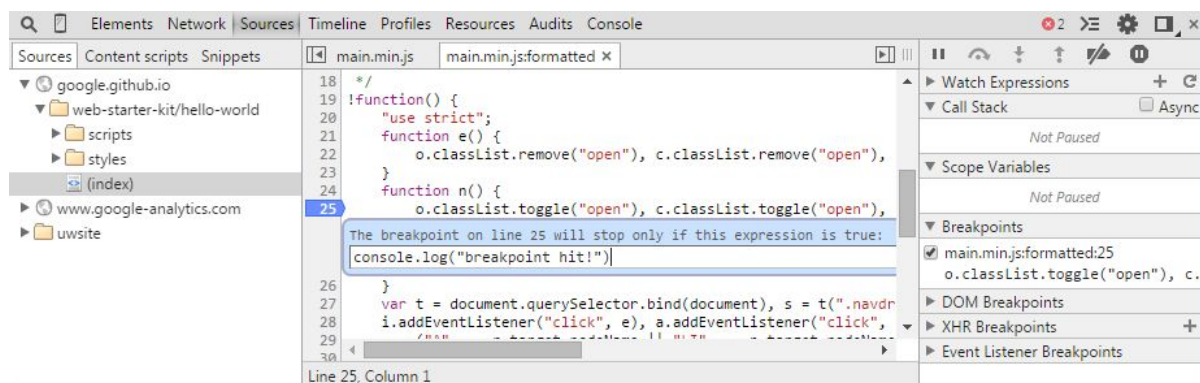 Elements Network Sources Timeline Profiles Resources Audits Console 2
Sources Content scripts Snippets
google.github.io
web-starter-kit/hello-world
scripts
styles
(index)
www.google-analytics.com
uwsite
main.min.js main.min.js:formatted ×
18 */
19 !function() {
20 "use strict";
21 function e() {
22 o.classList.remove("open"), c.classList.remove("open"),
23 }
24 function n() {
25 o.classList.toggle("open"), c.classList.toggle("open"),
The breakpoint on line 25 will stop only if this expression is true:
console.log("breakpoint hit!")
26 }
27 var t = document.querySelector.bind(document), s = t(".navdr
28 i.addEventListener("click", e), a.addEventListener("click",
29
30
Line 25, Column 1
Watch Expressions
Call Stack Async
Not Paused
Scope Variables
Not Paused
Breakpoints
main.min.js:formatted:25
o.classList.toggle("open"), c.
DOM Breakpoints
XHR Breakpoints
Event Listener Breakpoints